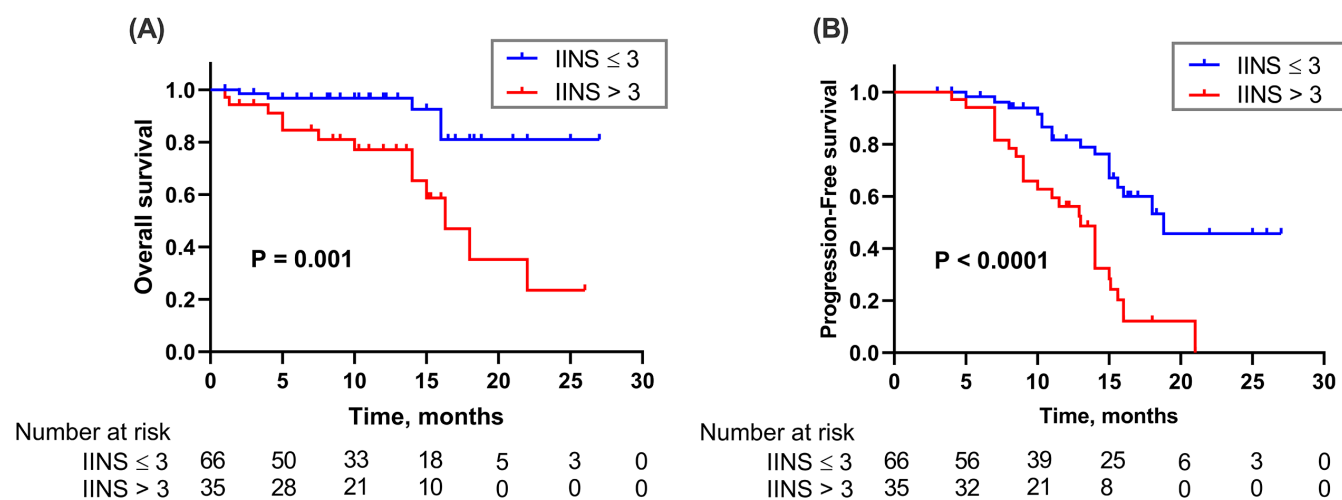 (A)
IINS ≤ 3
IINS > 3
Overall survival
1.0
0.8
0.6
0.4
0.2
0.0
P = 0.001
0 5 10 15 20 25 30
Time, months
Number at risk
IINS ≤ 3 66 50 33 18 5 3 0
IINS > 3 35 28 21 10 0 0 0
(B)
IINS ≤ 3
IINS > 3
Progression-Free survival
1.0
0.8
0.6
0.4
0.2
0.0
P < 0.0001
0 5 10 15 20 25 30
Time, months
Number at risk
IINS ≤ 3 66 56 39 25 6 3 0
IINS > 3 35 32 21 8 0 0 0